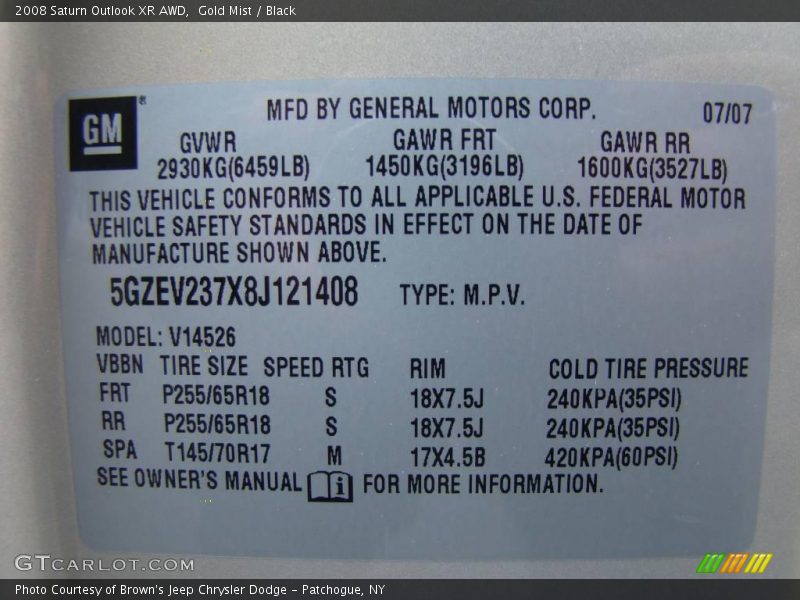 2008 Saturn Outlook XR AWD,  Gold Mist / Black
GM® MFD BY GENERAL MOTORS CORP. 07/07
GVWR GAWR FRT GAWR RR
2930KG(6459LB) 1450KG(3196LB) 1600KG(3527LB)
THIS VEHICLE CONFORMS TO ALL APPLICABLE U.S. FEDERAL MOTOR
VEHICLE SAFETY STANDARDS IN EFFECT ON THE DATE OF
MANUFACTURE SHOWN ABOVE.
5GZEV237X8J121408 TYPE: M.P.V.
MODEL: V14526
VBBN TIRE SIZE SPEED RTG RIM COLD TIRE PRESSURE
FRT P255/65R18 S 18X7.5J 240KPA(35PSI)
RR P255/65R18 S 18X7.5J 240KPA(35PSI)
SPA T145/70R17 M 17X4.5B 420KPA(60PSI)
SEE OWNER'S MANUAL i FOR MORE INFORMATION.
GTCARLOT.COM
Photo Courtesy of Brown's Jeep Chrysler Dodge - Patchogue, NY